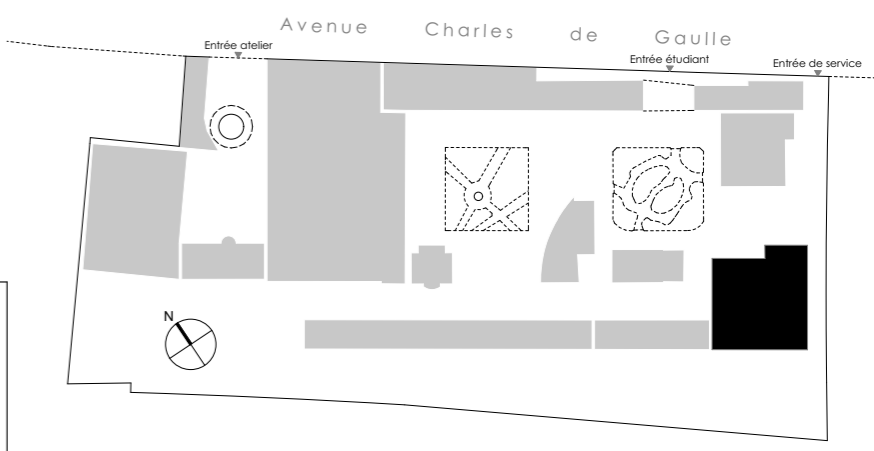 Avenue Charles de Gaulle
Entrée atelier
Entrée étudiant
Entrée de service
N